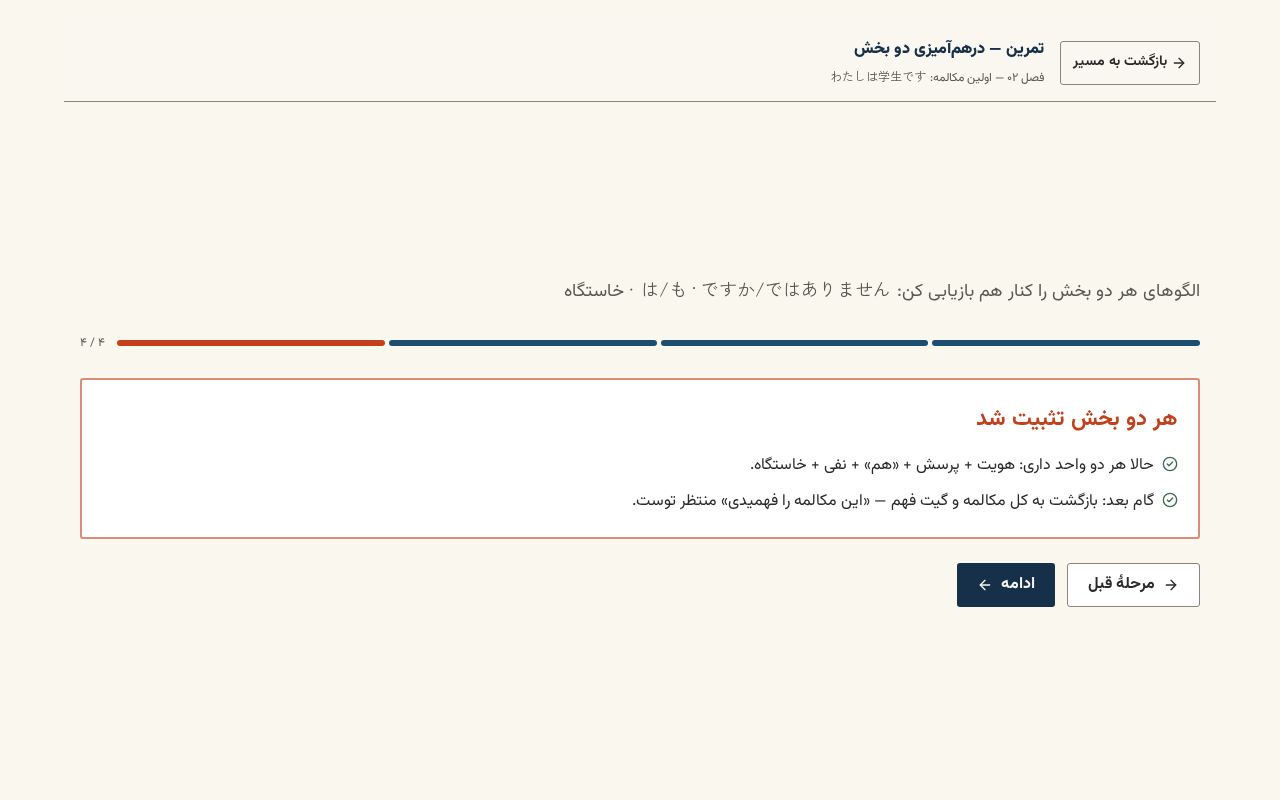 بازگشت به مسیر
تمرین — درهم‌آمیزی دو بخش
فصل ۰۲ — اولین مکالمه: わたしは学生です
الگوهای هر دو بخش را کنار هم بازیابی کن: は/も · ですか/ではありません · خاستگاه
۴ / ۴
هر دو بخش تثبیت شد
حالا هر دو واحد داری: هویت + پرسش + «هم» + نفی + خاستگاه.
گام بعد: بازگشت به کل مکالمه و گیت فهم — «این مکالمه را فهمیدی» منتظر توست.
مرحلهٔ قبل
ادامه